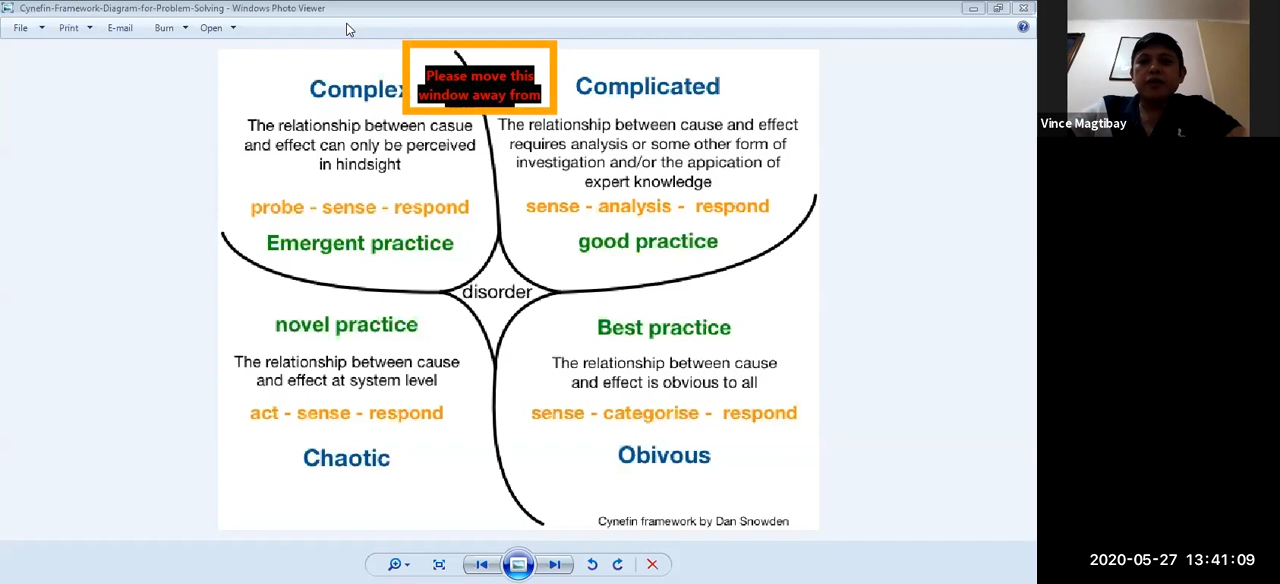 Cynefin-Framework-Diagram-for-Problem-Solving - Windows Photo Viewer
File Print E-mail Burn Open
Complex
Please move this
window away from
Complicated
The relationship between casue
and effect can only be perceived
in hindsight
The relationship between cause and effect
requires analysis or some other form of
investigation and/or the appication of
expert knowledge
probe - sense - respond
sense - analysis - respond
Emergent practice
good practice
disorder
novel practice
Best practice
The relationship between cause
and effect at system level
The relationship between cause
and effect is obvious to all
act - sense - respond
sense - categorise - respond
Chaotic
Obivous
Cynefin framework by Dan Snowden
Vince Magtibay
2020-05-27 13:41:09